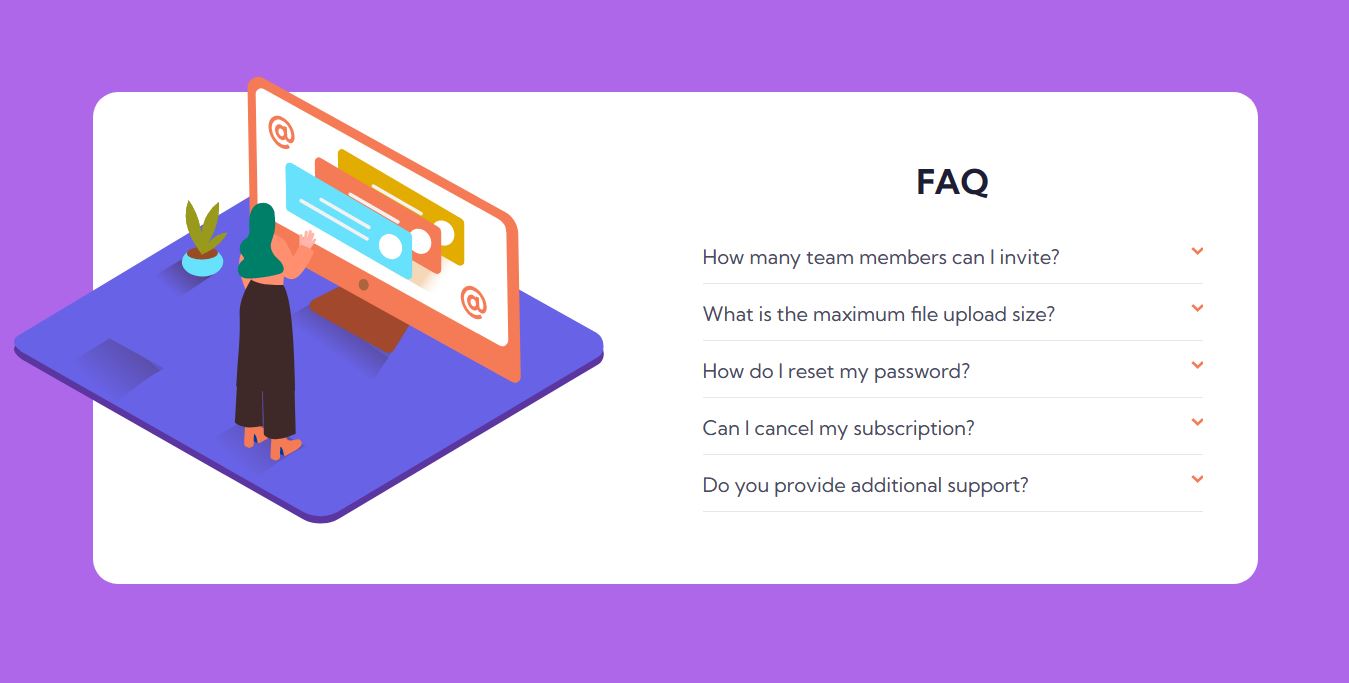 @
@
FAQ
How many team members can I invite?
What is the maximum file upload size?
How do I reset my password?
Can I cancel my subscription?
Do you provide additional support?